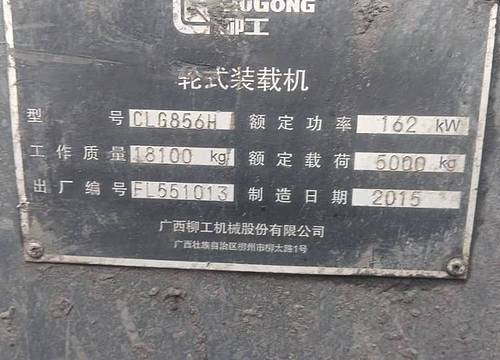 LIUGONG
柳工
轮式装载机
型 号 CLG856H 额定功率 162 kW
工作质量 18100 kg 额定载荷 5000 kg
出厂编号 FL551013 制造日期 2015
广西柳工机械股份有限公司
广西壮族自治区柳州市柳太路1号